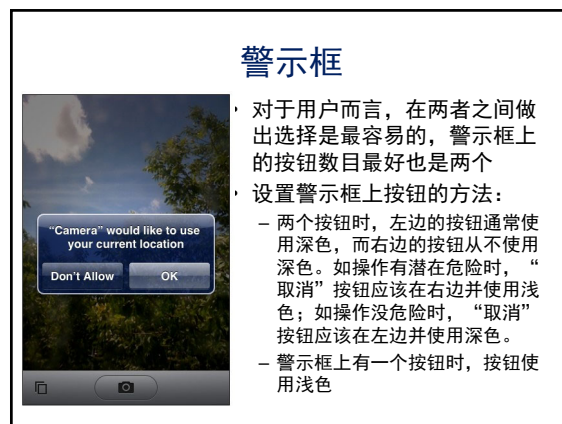 警示框
• 对于用户而言，在两者之间做
出选择是最容易的，警示框上
的按钮数目最好也是两个
• 设置警示框上按钮的方法：
– 两个按钮时，左边的按钮通常使
用深色，而右边的按钮从不使用
深色。如操作有潜在危险时，“
取消”按钮应该在右边并使用浅
色；如操作没危险时，“取消”
按钮应该在左边并使用深色。
– 警示框上有一个按钮时，按钮使
用浅色
“Camera” would like to use
your current location
Don't Allow OK